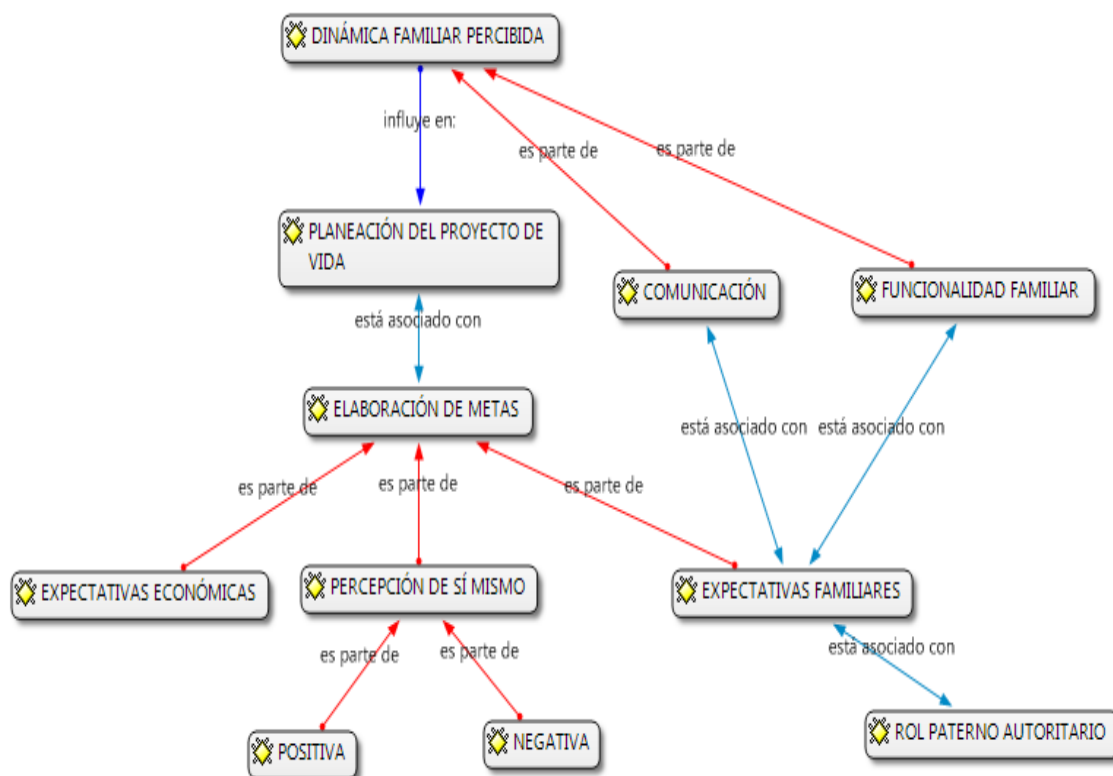 DINÁMICA FAMILIAR PERCIBIDA
influye en:
es parte de
es parte de
PLANEACIÓN DEL PROYECTO DE
VIDA
COMUNICACIÓN
FUNCIONALIDAD FAMILIAR
está asociado con
ELABORACIÓN DE METAS
está asociado con
está asociado con
es parte de
es parte de
es parte de
EXPECTATIVAS ECONÓMICAS
PERCEPCIÓN DE SÍ MISMO
EXPECTATIVAS FAMILIARES
es parte de
es parte de
está asociado con
POSITIVA
NEGATIVA
ROL PATERNO AUTORITARIO